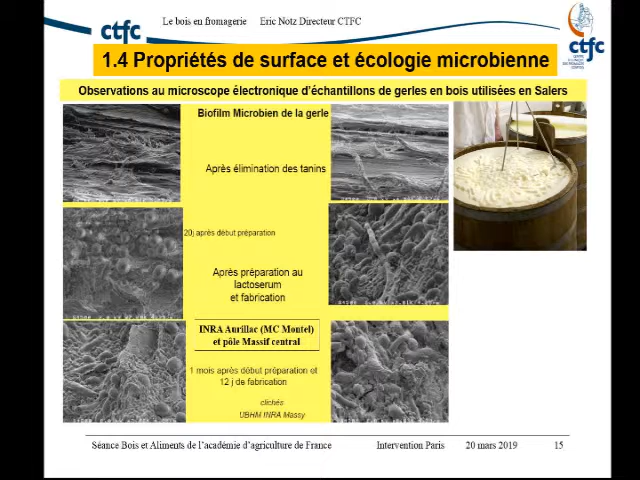 Le bois en fromagerie Eric Notz Directeur CTFC
ctfc
ctfc
1.4 Propriétés de surface et écologie microbienne
Observations au microscope électronique d'échantillons de gerles en bois utilisées en Salers
Biofilm Microbien de la gerle
Après élimination des tanins
20j après début préparation
Après préparation au
lactoserum
et fabrication
INRA Aurillac (MC Montel)
et pôle Massif central
1 mois après début préparation et
12 j de fabrication
clichés
UBHM INRA Massy
Séance Bois et Aliments de l'académie d'agriculture de France Intervention Paris 20 mars 2019 15